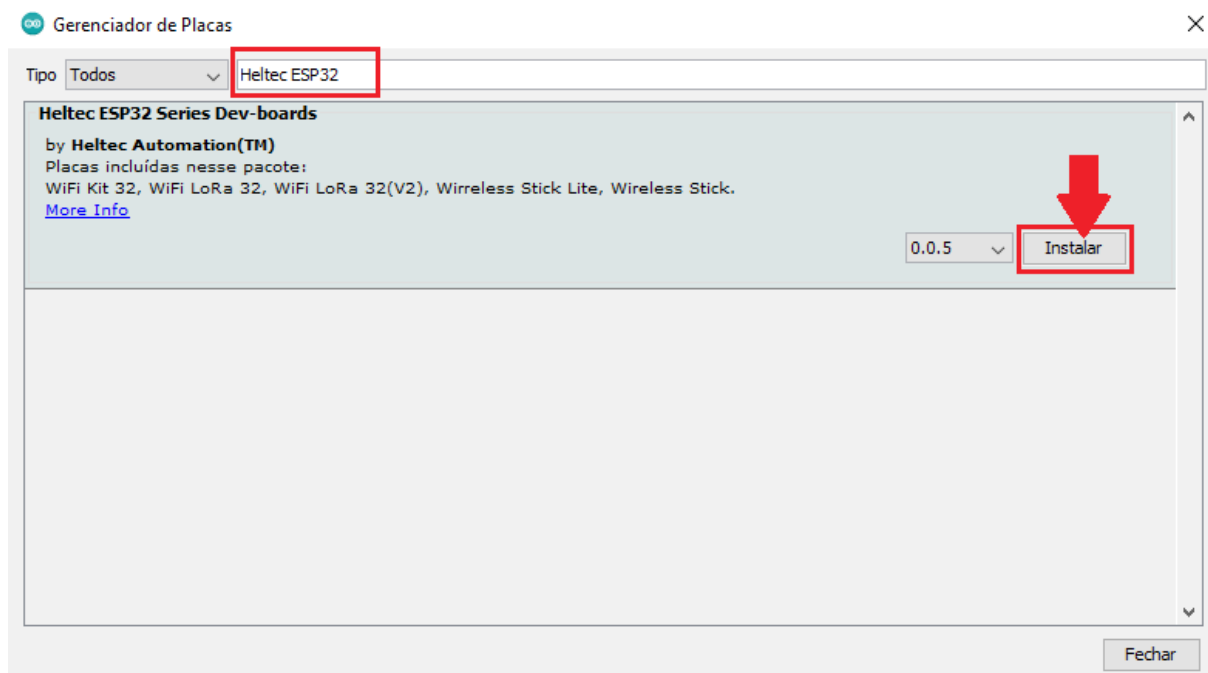 Gerenciador de Placas
Tipo Todos Heltec ESP32
Heltec ESP32 Series Dev-boards
by Heltec Automation(TM)
Placas incluídas nesse pacote:
WiFi Kit 32, WiFi LoRa 32, WiFi LoRa 32(V2), Wirreless Stick Lite, Wireless Stick.
More Info
0.0.5 Instalar
Fechar